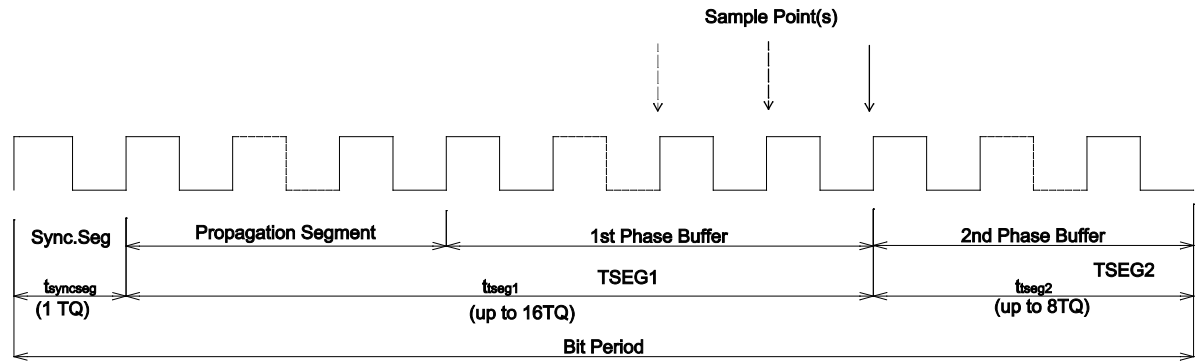 Sample Point(s)
Sync.Seg
Propagation Segment
1st Phase Buffer
2nd Phase Buffer
TSEG1
TSEG2
tsyncseg
ttseg1
ttseg2
(1 TQ)
(up to 16TQ)
(up to 8TQ)
Bit Period